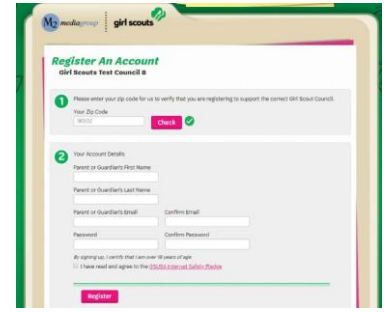 M2 mediagroup girl scouts
Register An Account
Girl Scouts Test Council B
1 Please enter your zip code for us to verify that you are registering to support the correct Girl Scout Council.
Your Zip Code
Check
2 Your Account Details
Parent or Guardian's First Name
Parent or Guardian's Last Name
Parent or Guardian's Email Confirm Email
Password Confirm Password
By signing up, I certify that I am over 18 years of age
I have read and agree to the GSUSA Internet Safety Pledge
Register